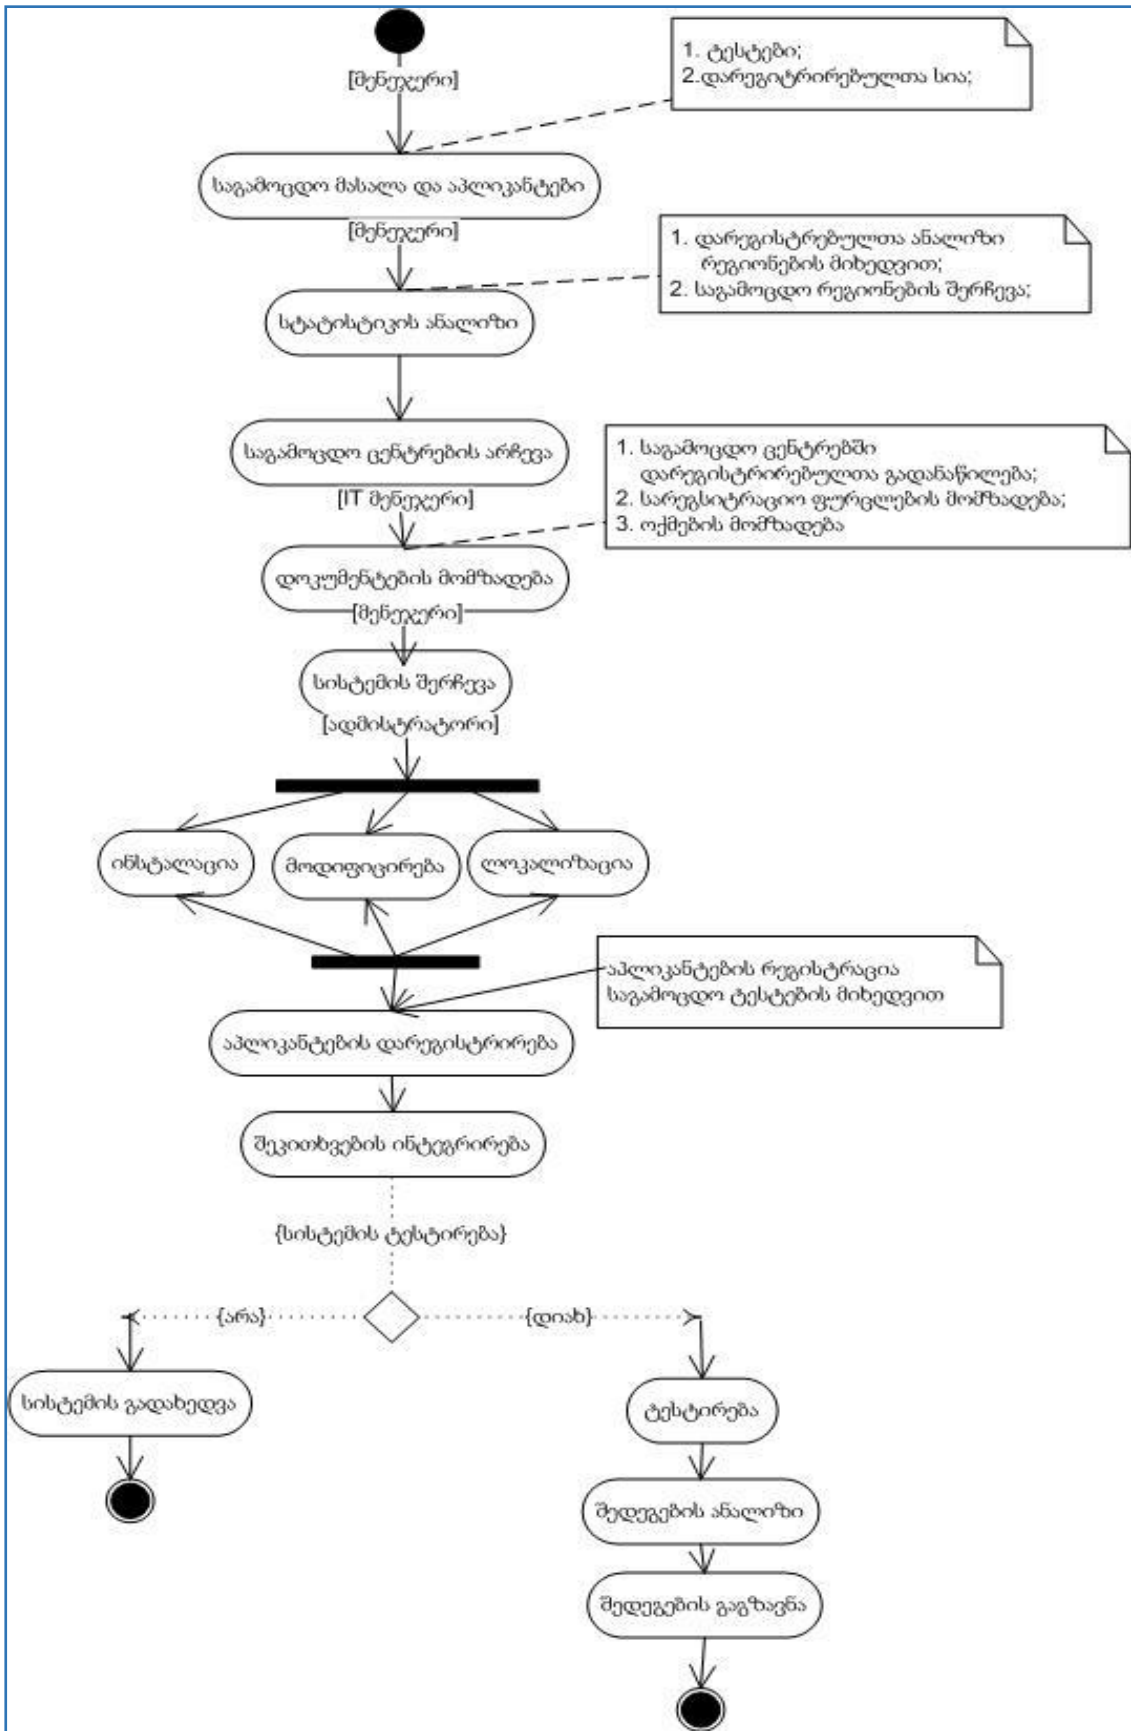 [მენეჯერი]
1. ტესტები;
2.დარეგიტრირებულთა სია;
საგამოცდო მასალა და აპლიკანტები
[მენეჯერი]
1. დარეგისტრებულთა ანალიზი
რეგიონების მიხედვით;
2. საგამოცდო რეგიონების შერჩევა;
სტატისტიკის ანალიზი
საგამოცდო ცენტრების არჩევა
[IT მენეჯერი]
1. საგამოცდო ცენტრებში
დარეგისტრირებულთა გადანაწილება;
2. სარეგსიტრაციო ფურცლების მომზადება;
3. ოქმების მომზადება
დოკუმენტების მომზადება
[მენეჯერი]
სისტემის შერჩევა
[ადმისტრატორი]
ინსტალაცია
მოდიფიცირება
ლოკალიზაცია
აპლიკანტების რეგისტრაცია
საგამოცდო ტესტების მიხედვით
აპლიკანტების დარეგისტრირება
შეკითხვების ინტეგრირება
{სისტემის ტესტირება}
{არა}
{დიახ}
სისტემის გადახედვა
ტესტირება
შედეგების ანალიზი
შედეგების გაგზავნა